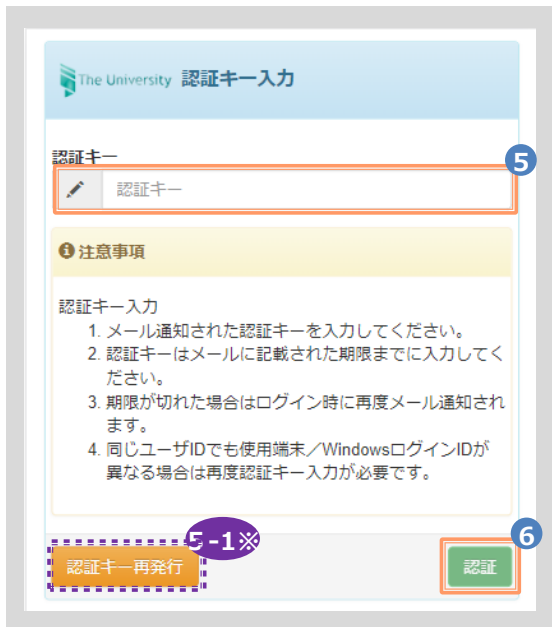 The University 認証キー入力
認証キー
5
認証キー
注意事項
認証キー入力
1. メール通知された認証キーを入力してください。
2. 認証キーはメールに記載された期限までに入力してく
ださい。
3. 期限が切れた場合はログイン時に再度メール通知され
ます。
4. 同じユーザIDでも使用端末／WindowsログインIDが
異なる場合は再度認証キー入力が必要です。
5-1※
6
認証キー再発行
認証